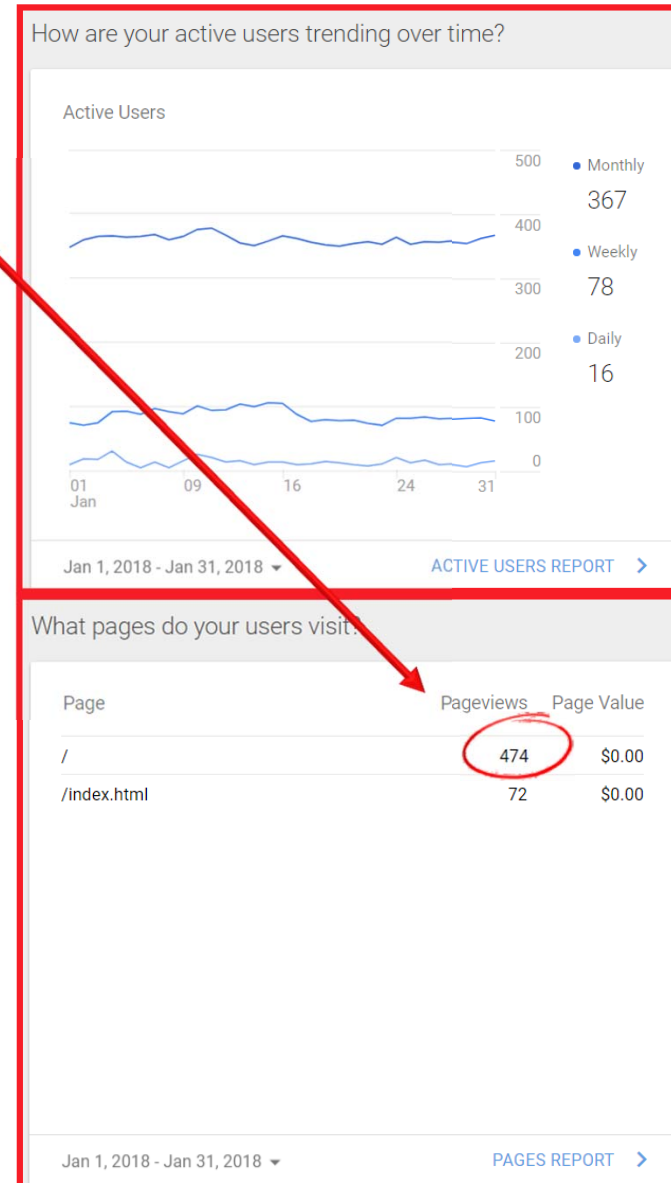 How are your active users trending over time?
Active Users
500
400
300
200
100
0
Monthly
367
Weekly
78
Daily
16
01 09 16 24 31
Jan
Jan 1, 2018 - Jan 31, 2018 ACTIVE USERS REPORT
What pages do your users visit?
Page Pageviews Page Value
/ 474 $0.00
/index.html 72 $0.00
Jan 1, 2018 - Jan 31, 2018 PAGES REPORT